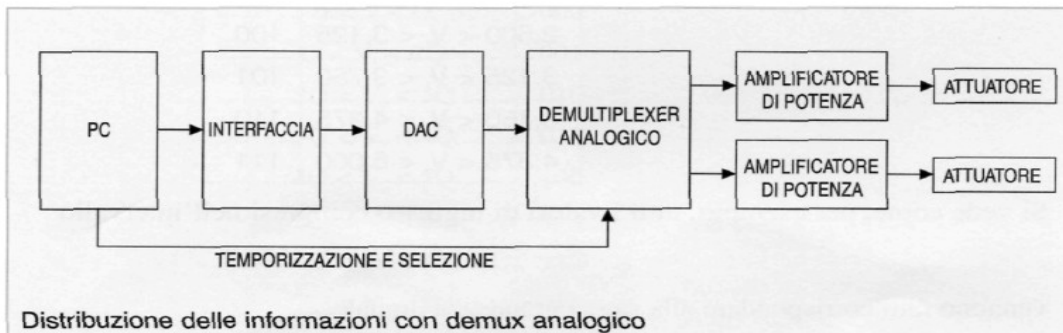 PC
INTERFACCIA
DAC
DEMULTIPLEXER
ANALOGICO
AMPLIFICATORE
DI POTENZA
ATTUATORE
AMPLIFICATORE
DI POTENZA
ATTUATORE
TEMPORIZZAZIONE E SELEZIONE
Distribuzione delle informazioni con demux analogico